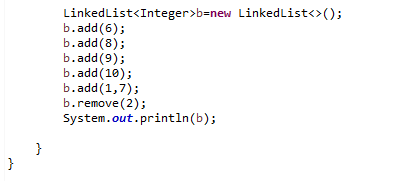 LinkedList<Integer>b=new LinkedList<>();
b.add(6);
b.add(8);
b.add(9);
b.add(10);
b.add(1,7);
b.remove(2);
System.out.println(b);
}
}